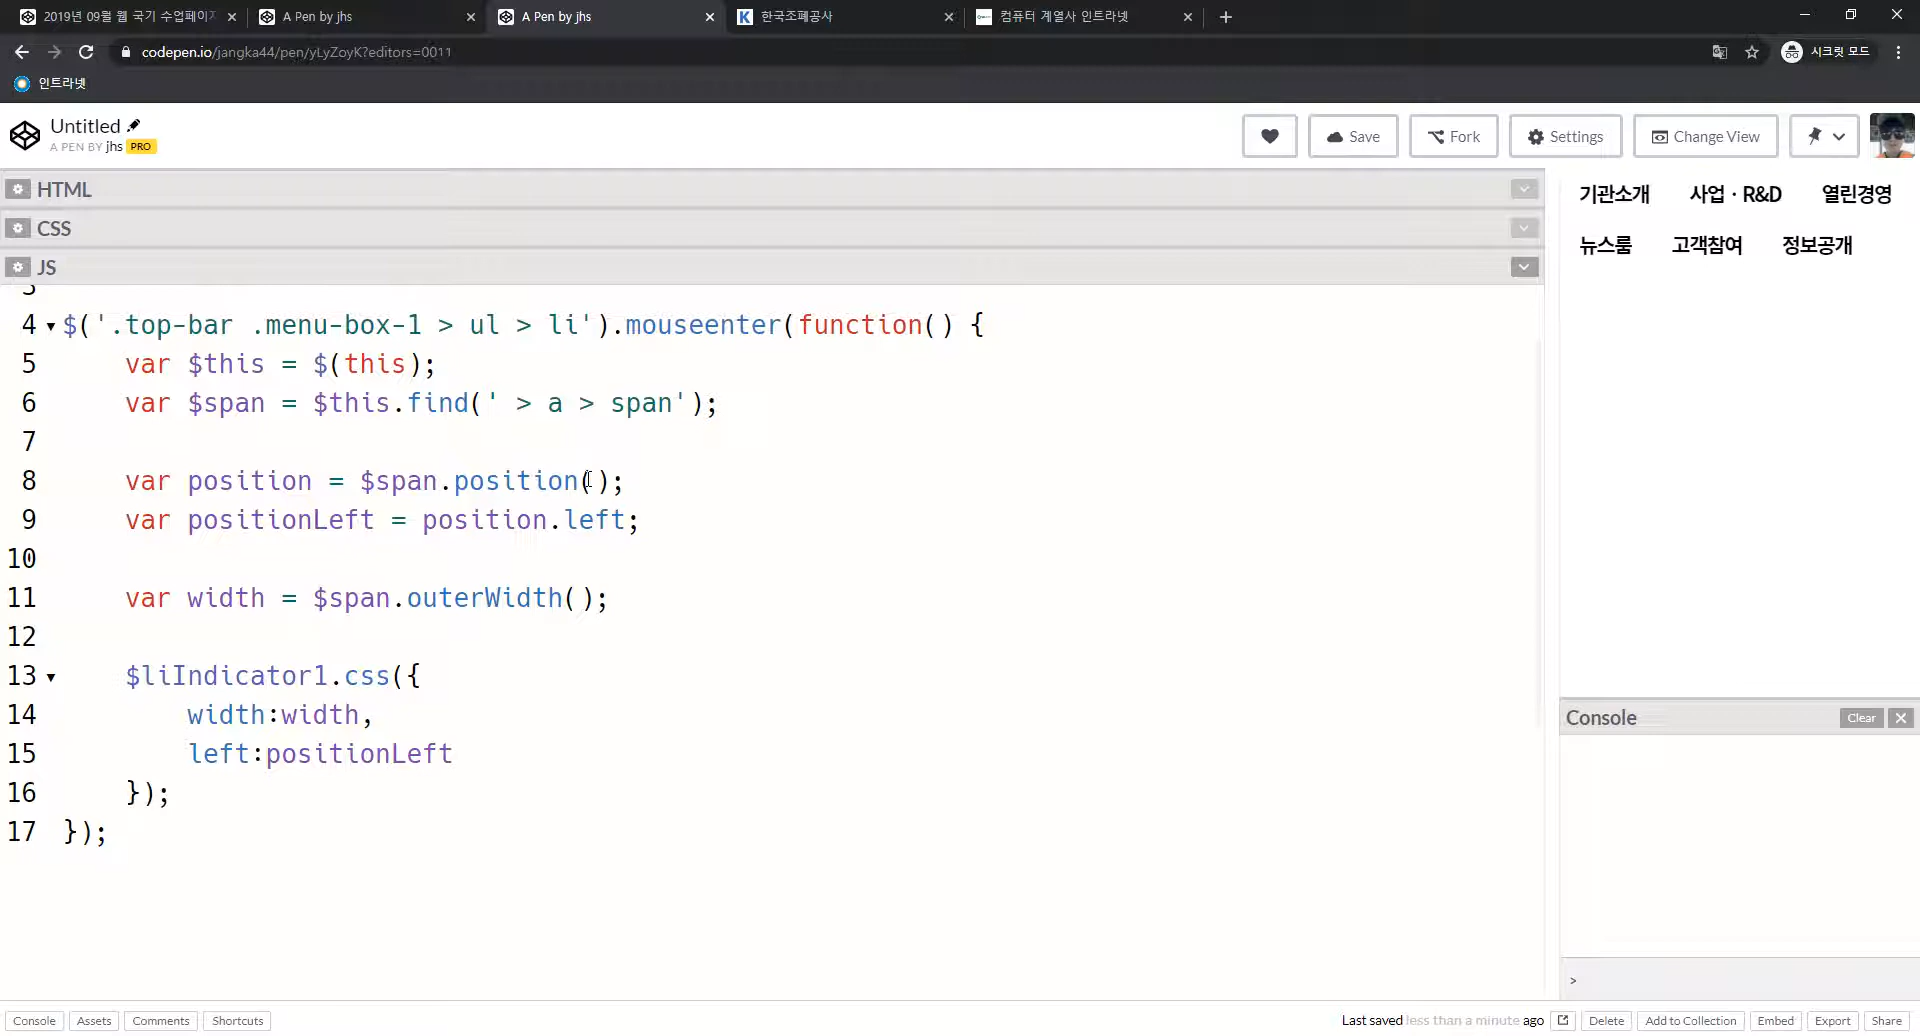 2019년 09월 웹 국기 수업페이지
A Pen by jhs
A Pen by jhs
한국조폐공사
컴퓨터 계열사 인트라넷
codepen.io/jangka44/pen/yLyZoyK?editors=0011
시크릿 모드
인트라넷
Untitled
A PEN BY jhs PRO
Save
Fork
Settings
Change View
HTML
CSS
JS
3
4 $('.top-bar .menu-box-1 > ul > li').mouseenter(function() {
5 var $this = $(this);
6 var $span = $this.find(' > a > span');
7
8 var position = $span.position();
9 var positionLeft = position.left;
10
11 var width = $span.outerWidth();
12
13 $liIndicator1.css({
14 width:width,
15 left:positionLeft
16 });
17 });
기관소개 사업 · R&D 열린경영
뉴스룸 고객참여 정보공개
Console
Clear
>
Console Assets Comments Shortcuts
Last saved less than a minute ago
Delete Add to Collection Embed Export Share